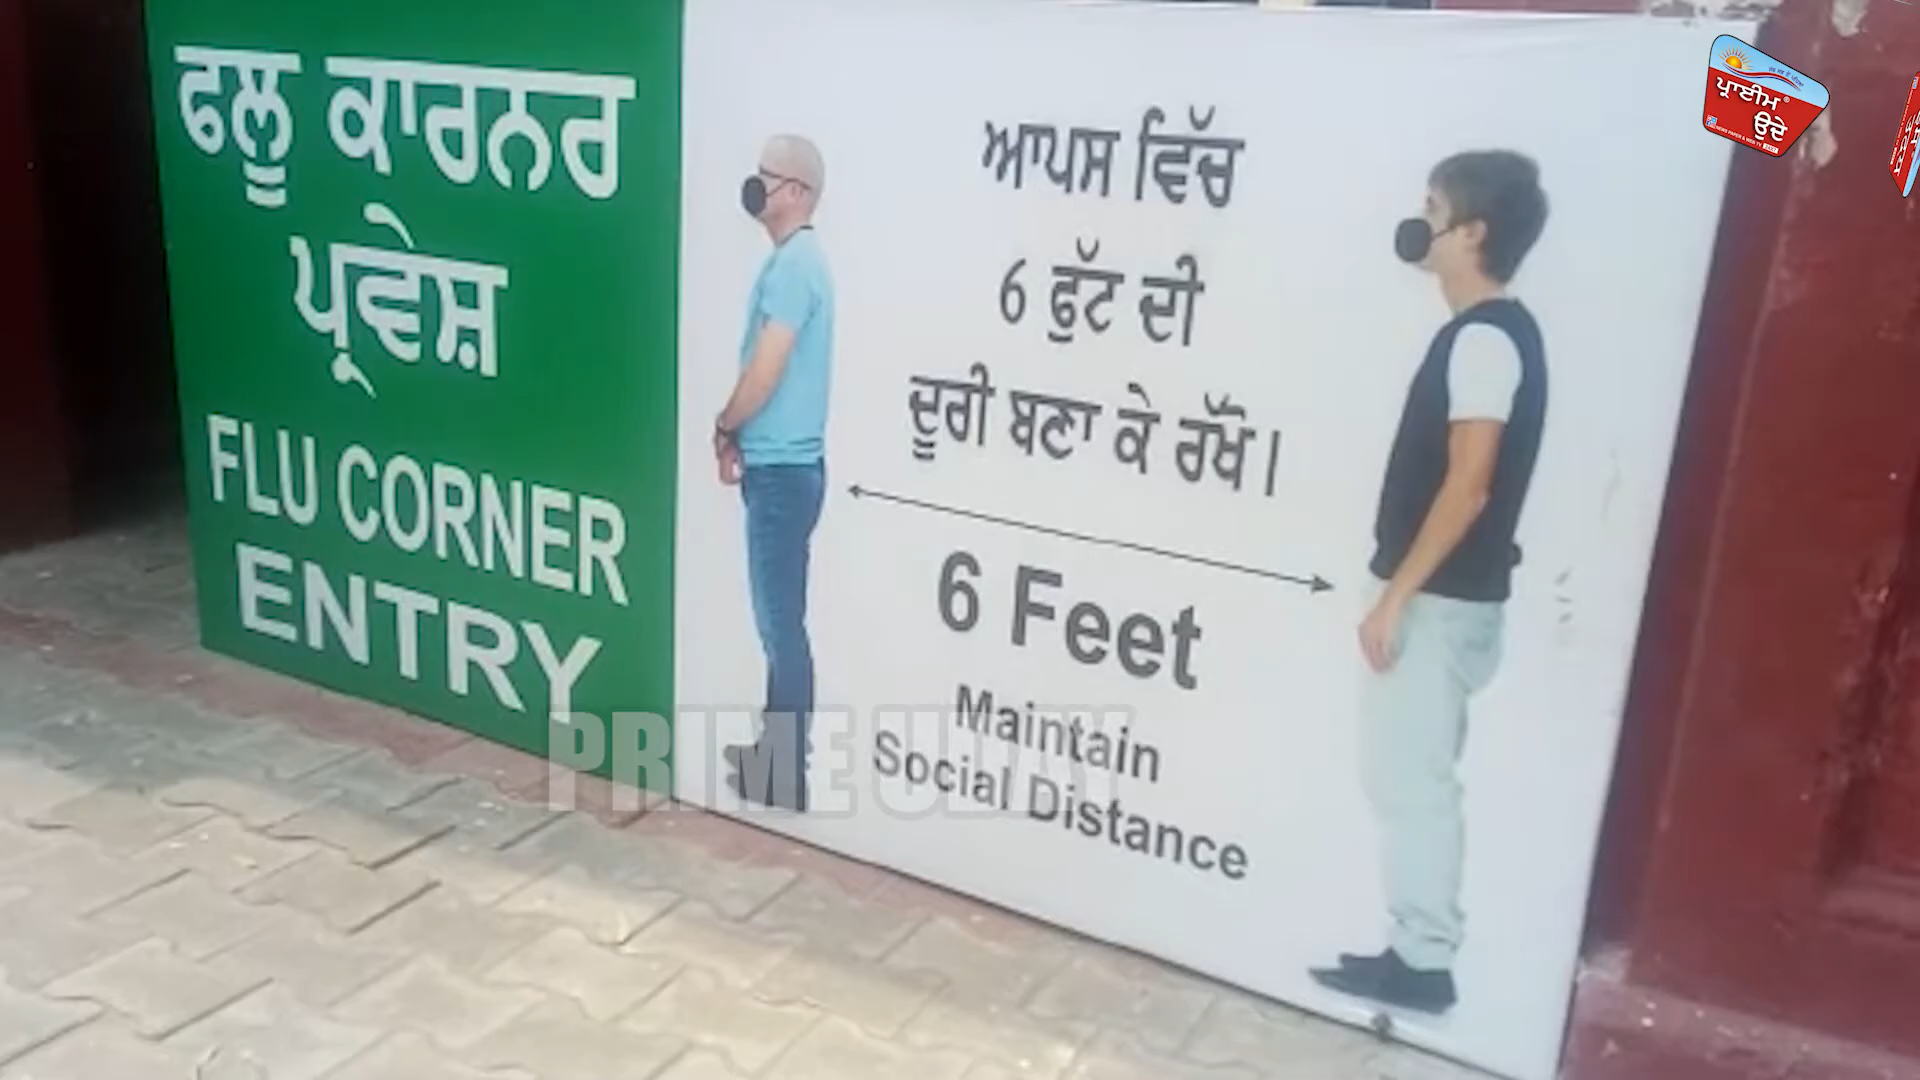 ਫਲੂ ਕਾਰਨਰ
ਪ੍ਰਵੇਸ਼
FLU CORNER
ENTRY
ਆਪਸ ਵਿੱਚ
6 ਫੁੱਟ ਦੀ
ਦੂਰੀ ਬਣਾ ਕੇ ਰੱਖੋ।
6 Feet
Maintain
Social Distance
PRIME UDAY
ਪ੍ਰਾਈਮ
ਉਦੇ